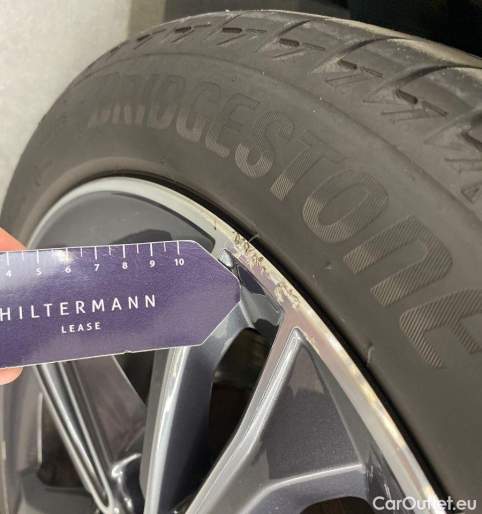 BRIDGESTONE
4 5 6 7 8 9 10
HILTERMANN
LEASE
CarOutlet.eu